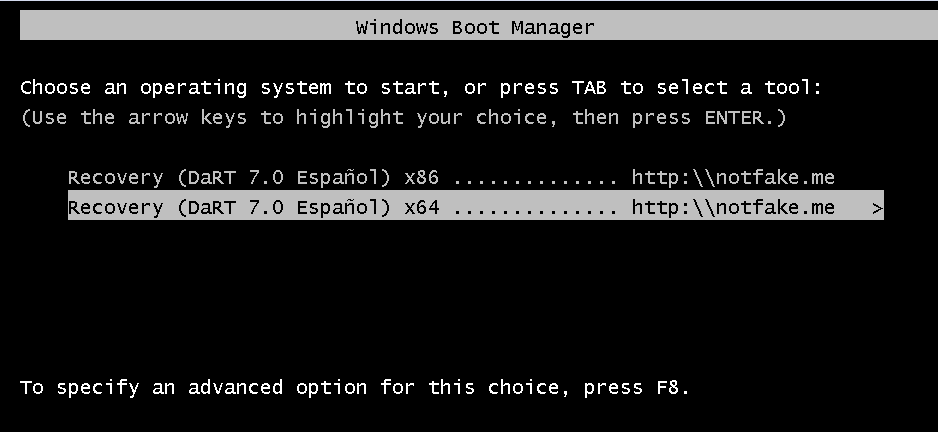 Windows Boot Manager
Choose an operating system to start, or press TAB to select a tool:
(Use the arrow keys to highlight your choice, then press ENTER.)
Recovery (DaRT 7.0 Español) x86 .............. http:\\notfake.me
Recovery (DaRT 7.0 Español) x64 .............. http:\\notfake.me >
To specify an advanced option for this choice, press F8.